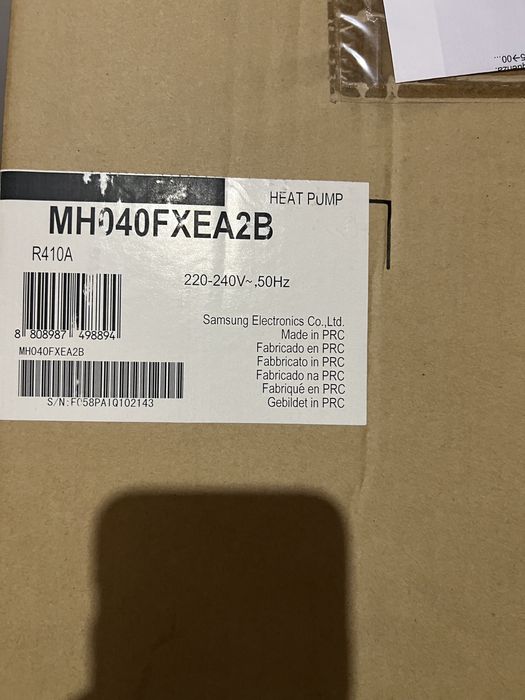 HEAT PUMP
MH040FXEA2B
R410A
220-240V~,50Hz
8 808987 498894
MH040FXEA2B
S/N:F058PAIQ102143
Samsung Electronics Co.,Ltd.
Made in PRC
Fabricado en PRC
Fabbricato in PRC
Fabricado na PRC
Fabriqué en PRC
Gebildet in PRC